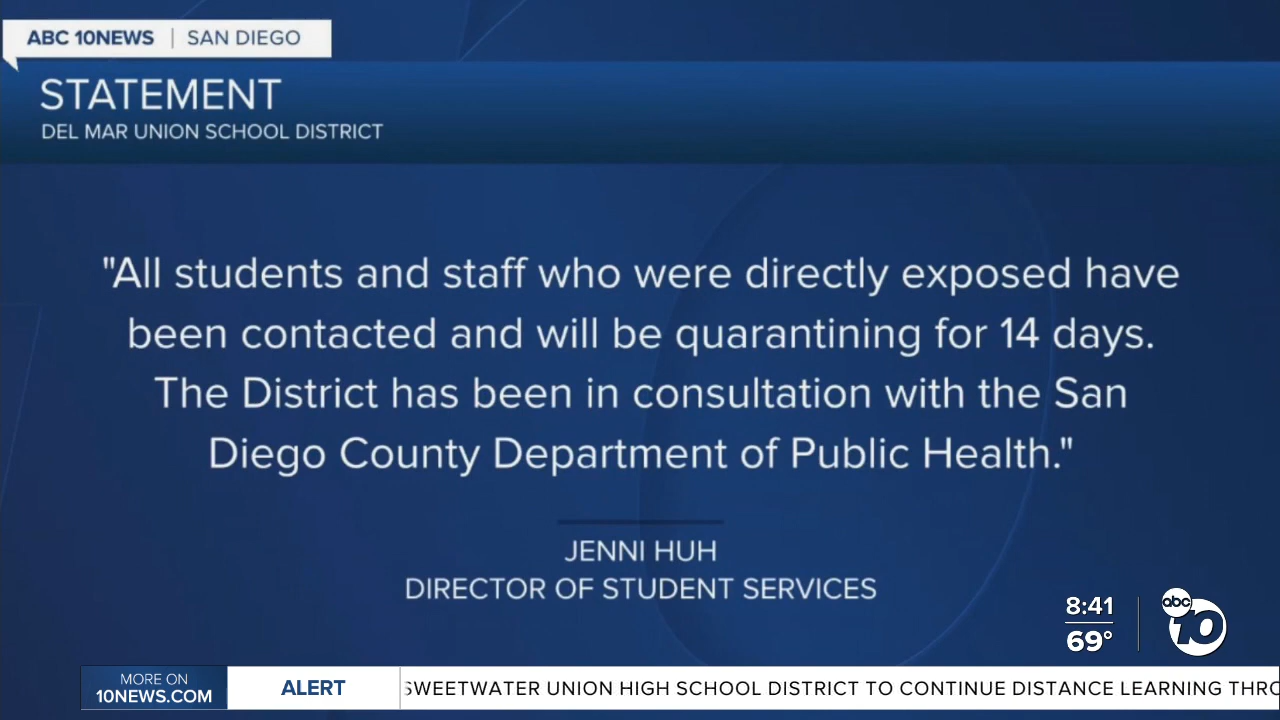 ABC 10NEWS | SAN DIEGO
STATEMENT
DEL MAR UNION SCHOOL DISTRICT
"All students and staff who were directly exposed have
been contacted and will be quarantining for 14 days.
The District has been in consultation with the San
Diego County Department of Public Health."
JENNI HUH
DIRECTOR OF STUDENT SERVICES
8:41
69°
abc
10
MORE ON
10NEWS.COM
ALERT
SWEETWATER UNION HIGH SCHOOL DISTRICT TO CONTINUE DISTANCE LEARNING